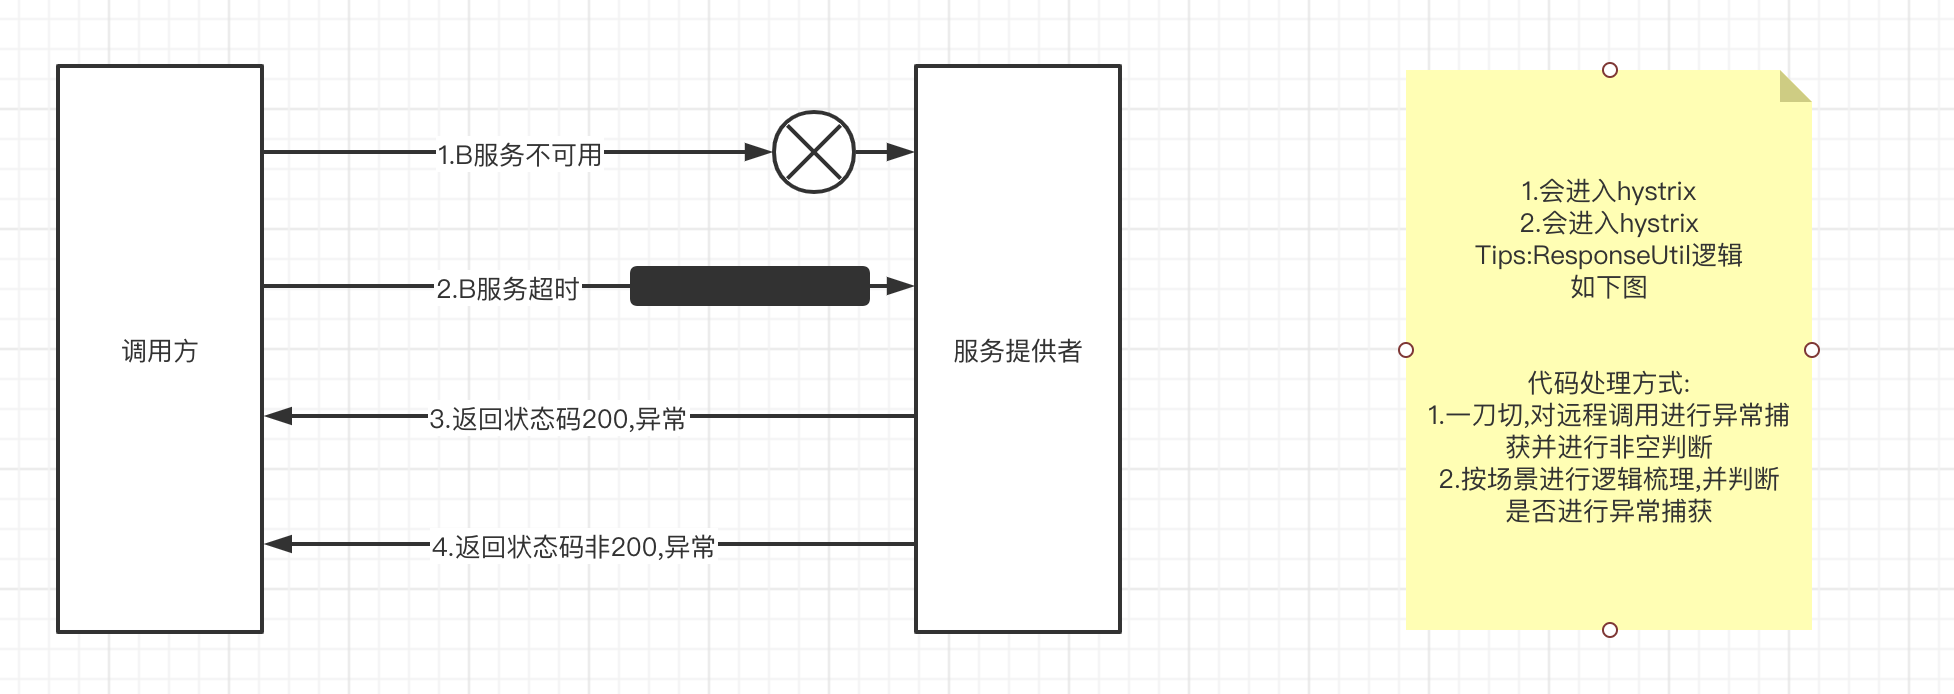 调用方
1.B服务不可用
2.B服务超时
3.返回状态码200,异常
4.返回状态码非200,异常
服务提供者
1.会进入hystrix
2.会进入hystrix
Tips:ResponseUtil逻辑
如下图
代码处理方式:
1.一刀切,对远程调用进行异常捕
获并进行非空判断
2.按场景进行逻辑梳理,并判断
是否进行异常捕获